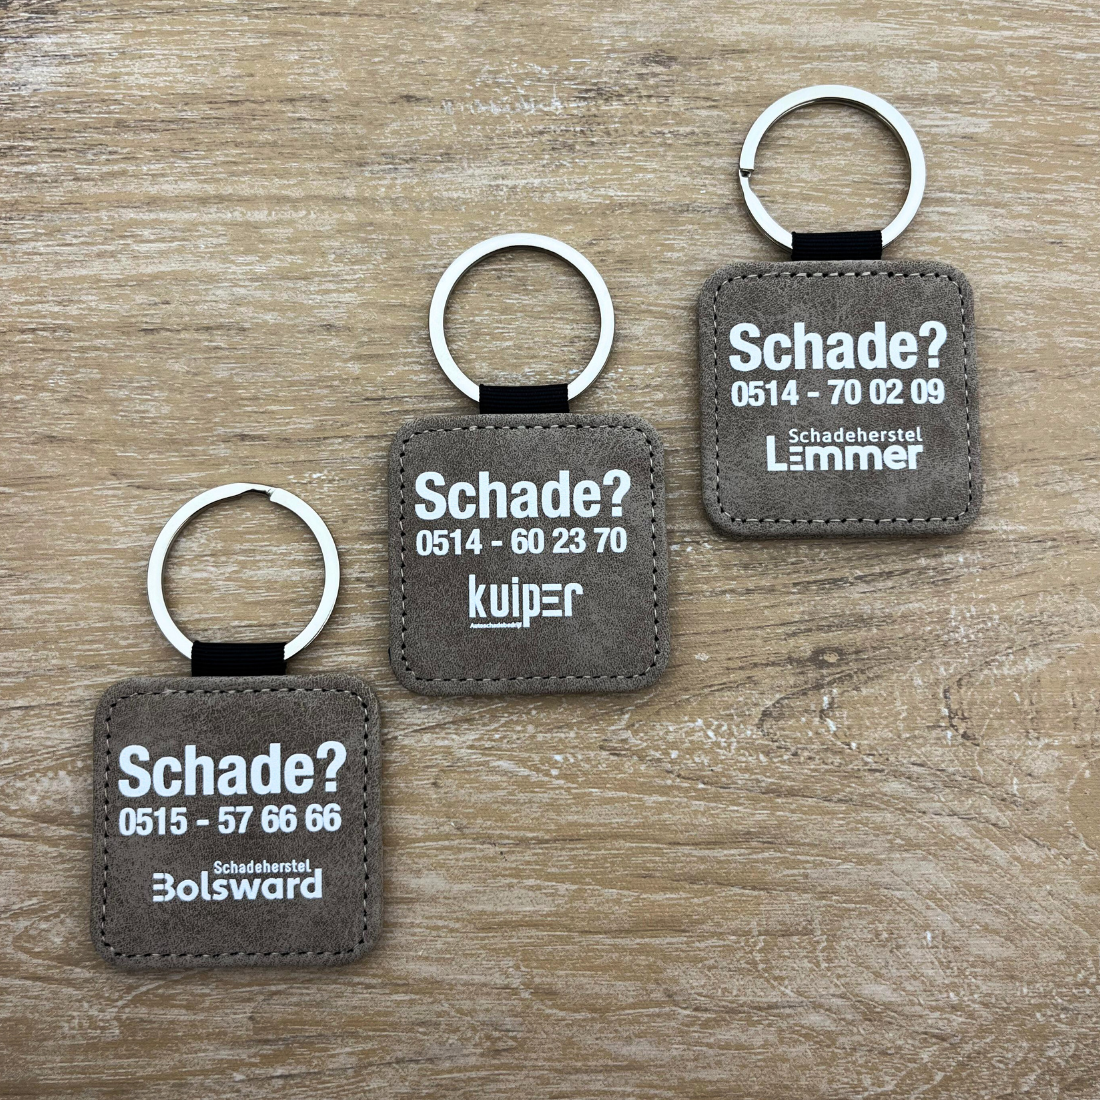 Schade?
0514 - 70 02 09
Schadeherstel
Lemmer
Schade?
0514 - 60 23 70
kuiper
Autoschadebedrijf
Schade?
0515 - 57 66 66
Schadeherstel
Bolsward